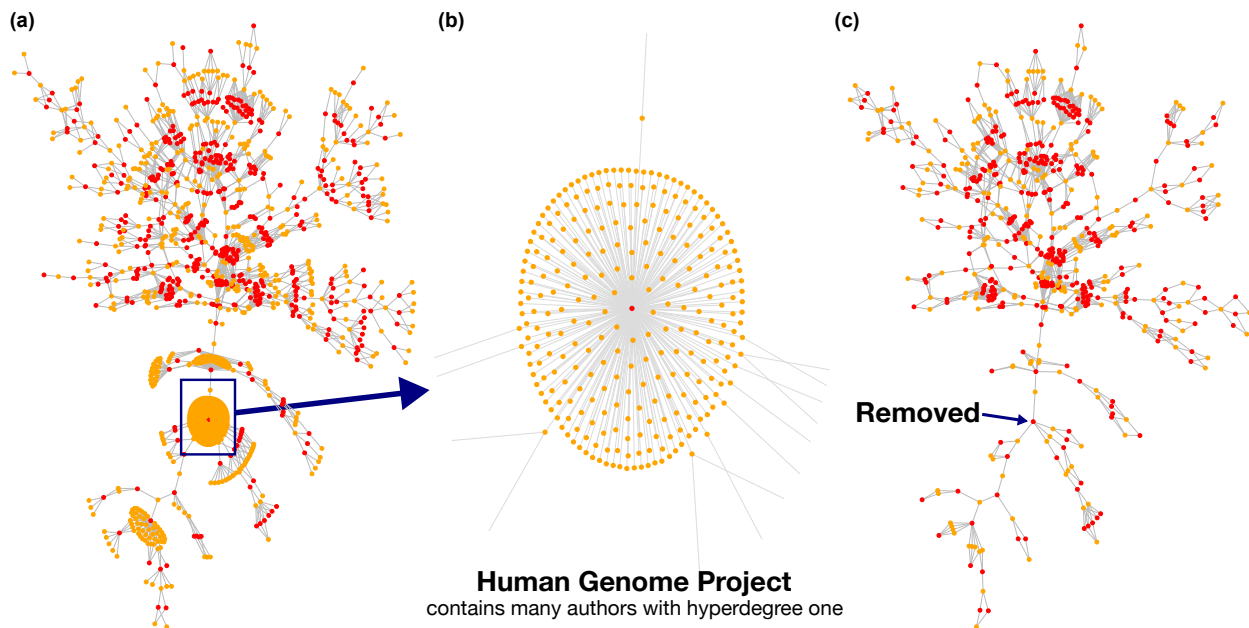 (a)
(b)
(c)
Removed
Human Genome Project
contains many authors with hyperdegree one